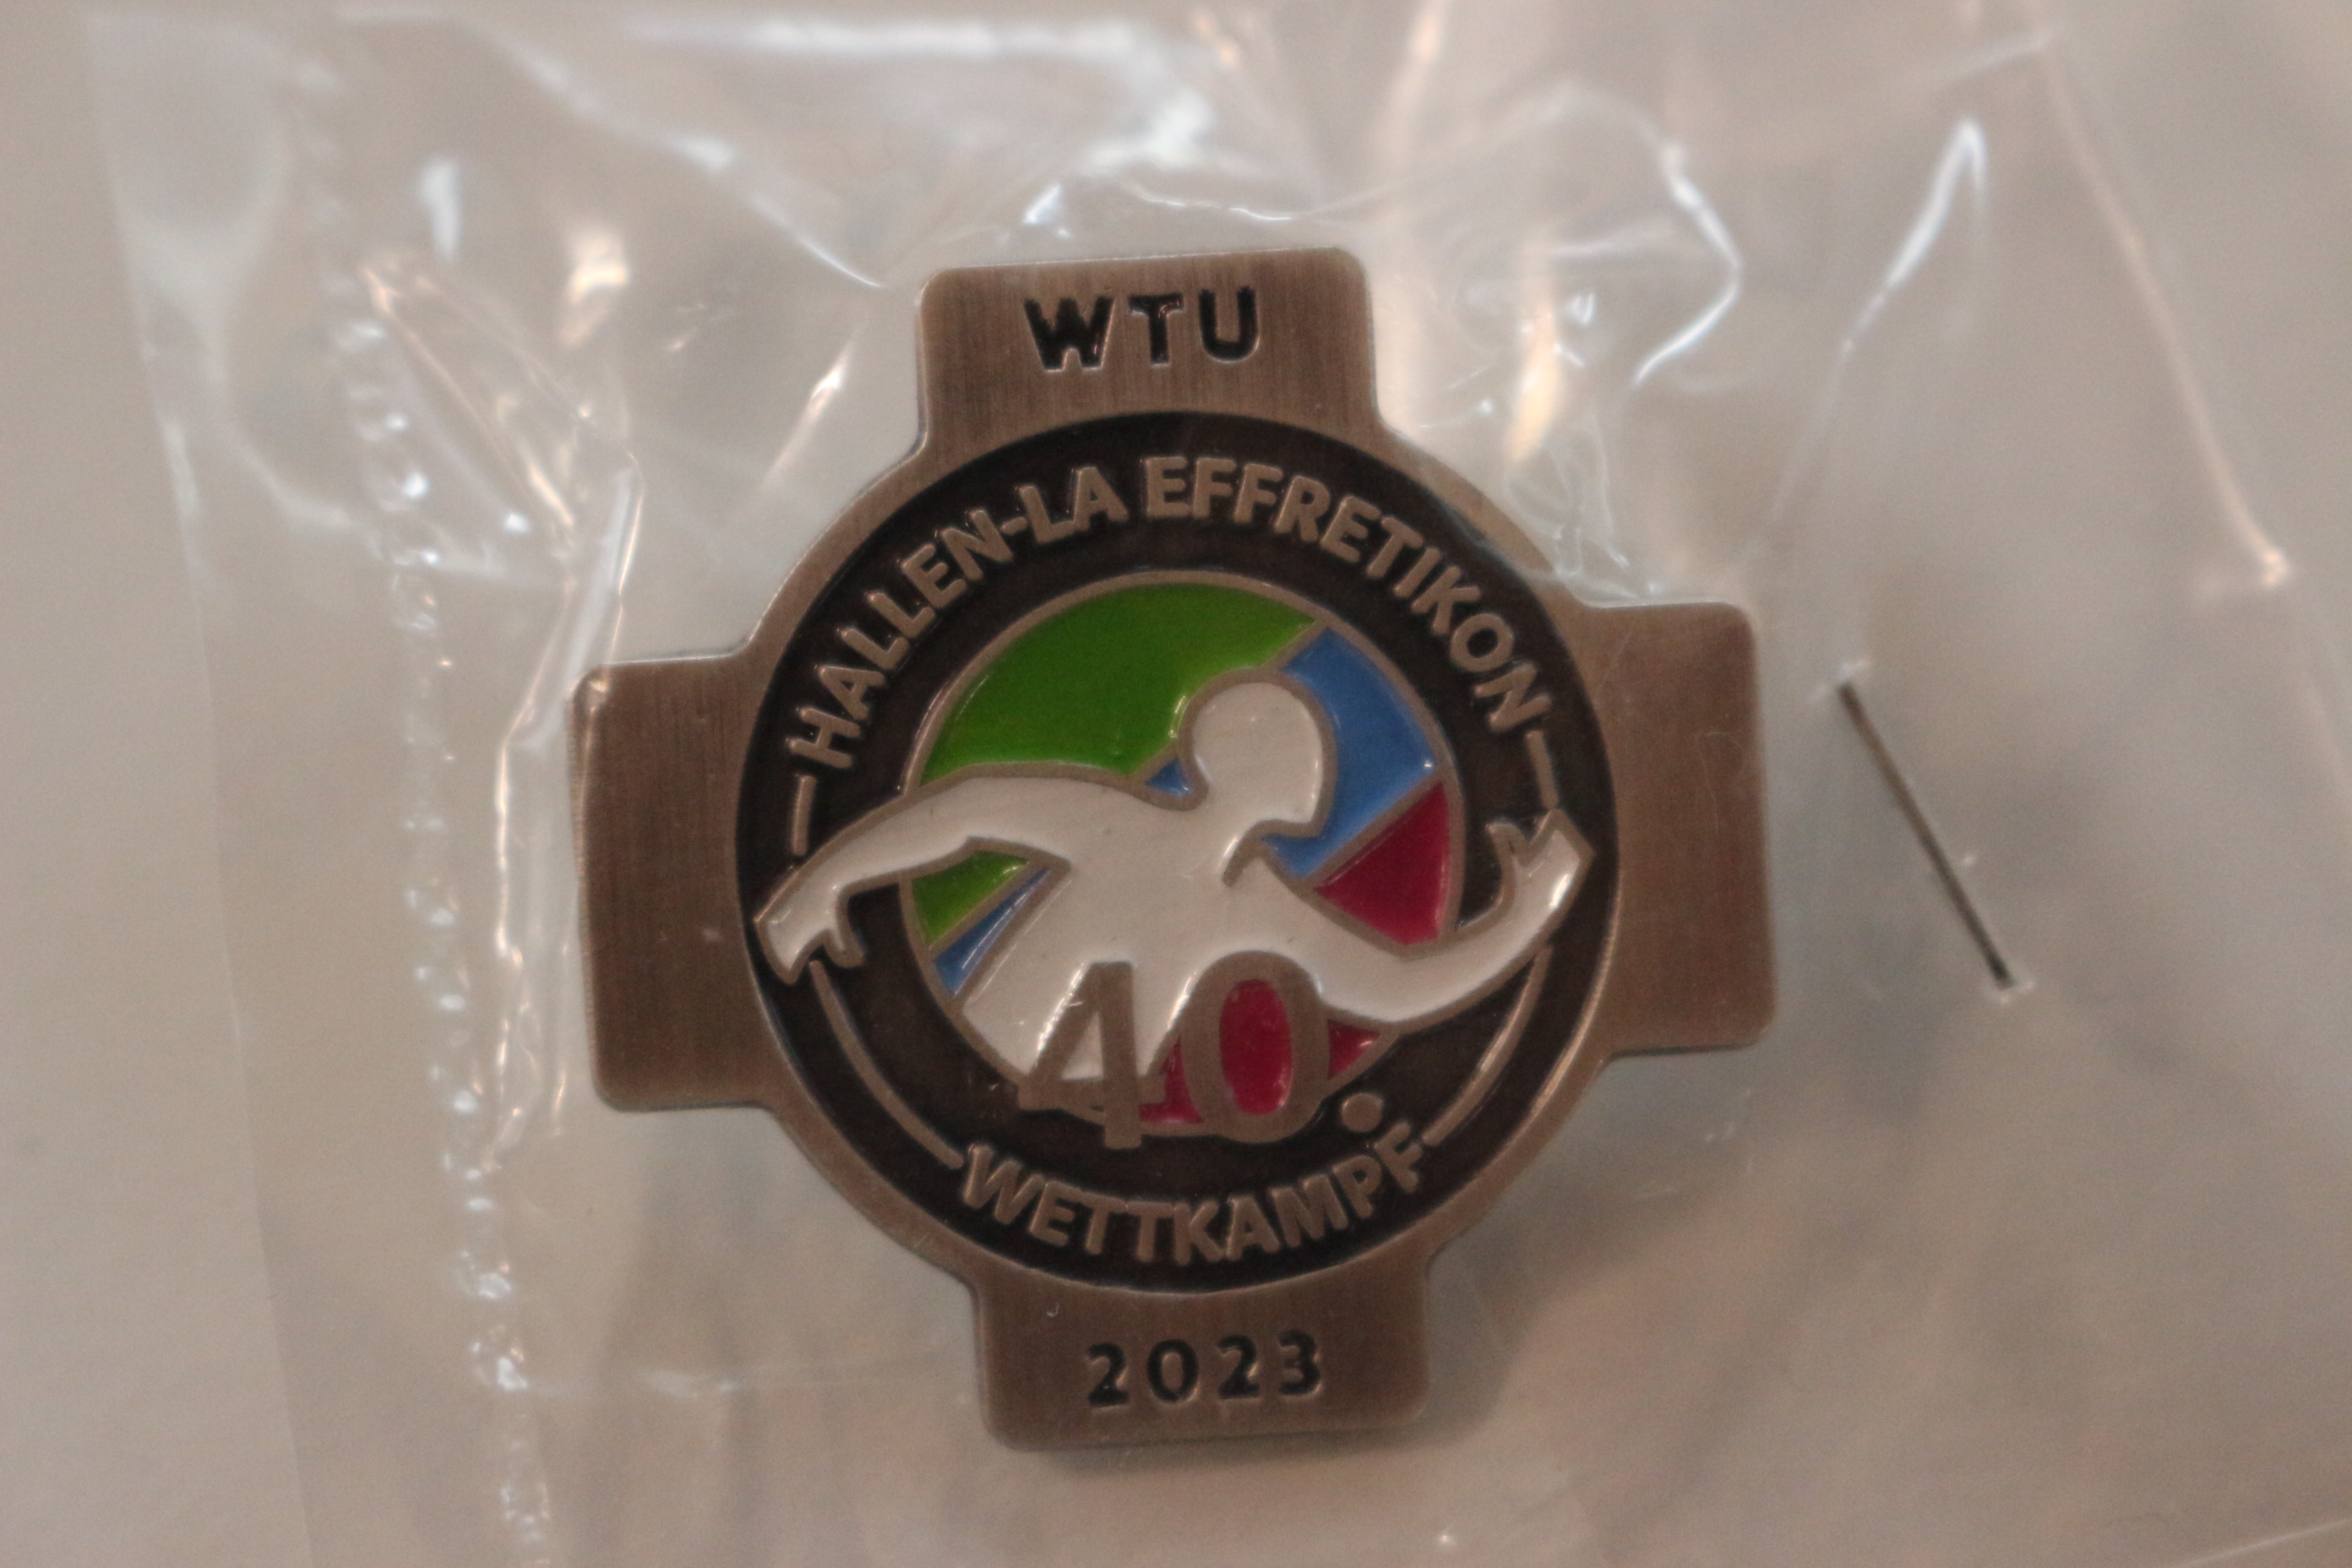 WTU
HALLEN-LA EFFRETIKON
40.
WETTKAMPF
2023